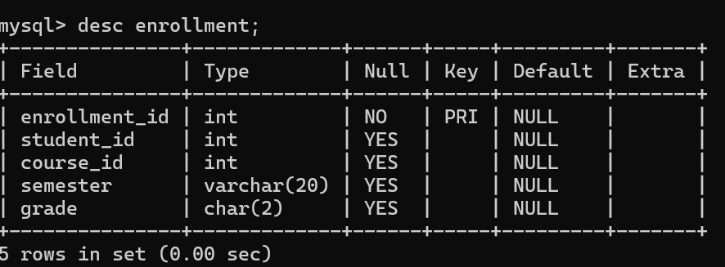 mysql> desc enrollment;
+---------------+-------------+------+-----+---------+-------+
| Field         | Type        | Null | Key | Default | Extra |
+---------------+-------------+------+-----+---------+-------+
| enrollment_id | int         | NO   | PRI | NULL    |       |
| student_id    | int         | YES  |     | NULL    |       |
| course_id     | int         | YES  |     | NULL    |       |
| semester      | varchar(20) | YES  |     | NULL    |       |
| grade         | char(2)     | YES  |     | NULL    |       |
+---------------+-------------+------+-----+---------+-------+
5 rows in set (0.00 sec)